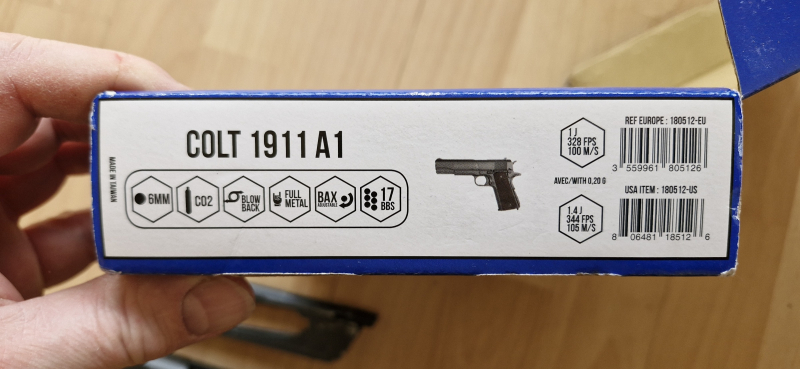 COLT 1911 A1
MADE IN TAIWAN
6MM
CO2
BLOW
BACK
FULL
METAL
BAX
ADJUSTABLE
17
BBS
1 J
328 FPS
100 M/S
AVEC/WITH 0,20 G
1.4 J
344 FPS
105 M/S
REF EUROPE : 180512-EU
3 559961 805126
USA ITEM : 180512-US
8 06481 18512 6